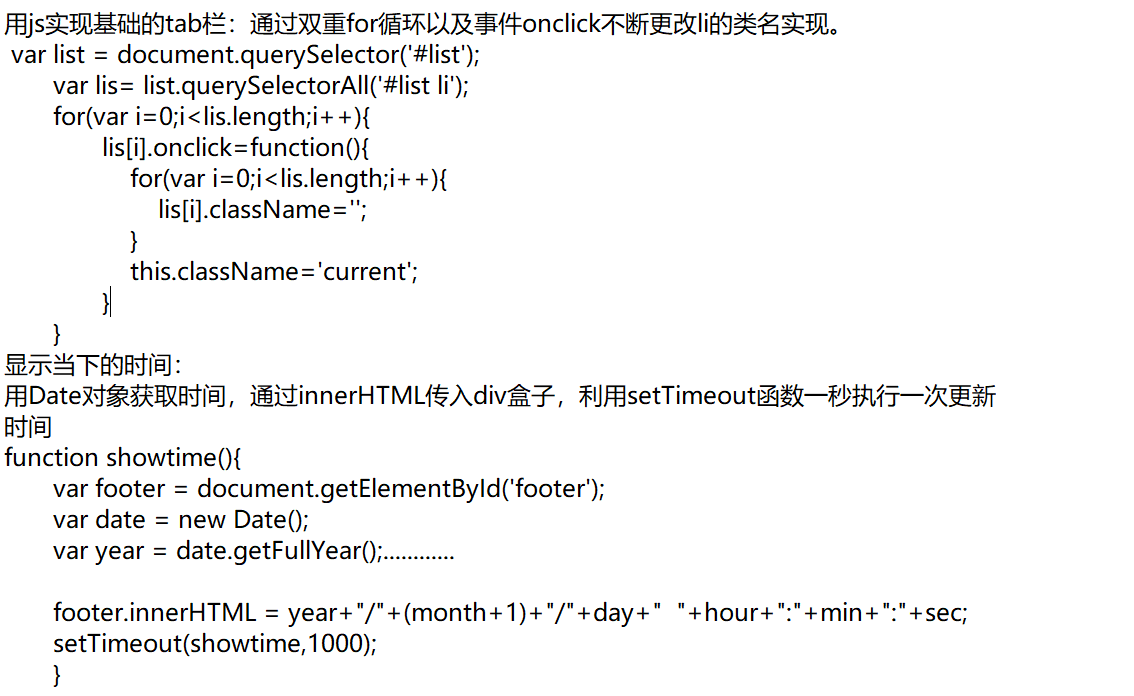 用js实现基础的tab栏：通过双重for循环以及事件onclick不断更改li的类名实现。
var list = document.querySelector('#list');
var lis= list.querySelectorAll('#list li');
for(var i=0;i<lis.length;i++){
lis[i].onclick=function(){
for(var i=0;i<lis.length;i++){
lis[i].className='';
}
this.className='current';
}
}
显示当下的时间：
用Date对象获取时间，通过innerHTML传入div盒子，利用setTimeout函数一秒执行一次更新
时间
function showtime(){
var footer = document.getElementById('footer');
var date = new Date();
var year = date.getFullYear();............
footer.innerHTML = year+"/"+(month+1)+"/"+day+"  "+hour+":"+min+":"+sec;
setTimeout(showtime,1000);
}